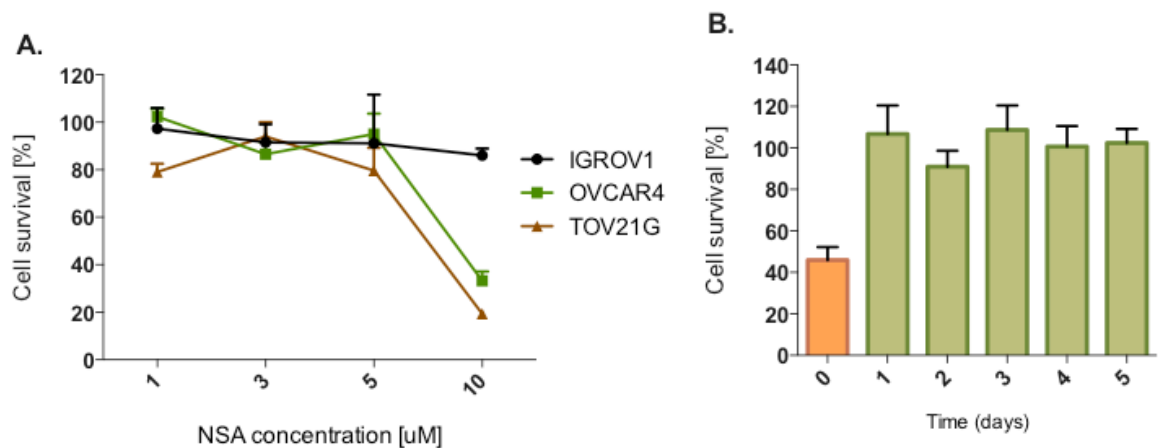 A.
120
100
80
60
40
20
0
Cell survival [%]
1
3
5
10
NSA concentration [uM]
IGROV1
OVCAR4
TOV21G
B.
140
120
100
80
60
40
20
0
Cell survival [%]
0
1
2
3
4
5
Time (days)